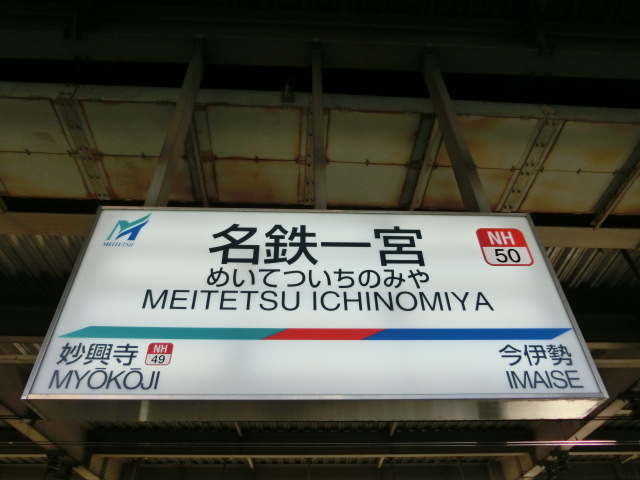 MEITETSU
名鉄一宮
めいてついちのみや
MEITETSU ICHINOMIYA
NH
50
妙興寺
NH
49
MYŌKŌJI
今伊勢
IMAISE